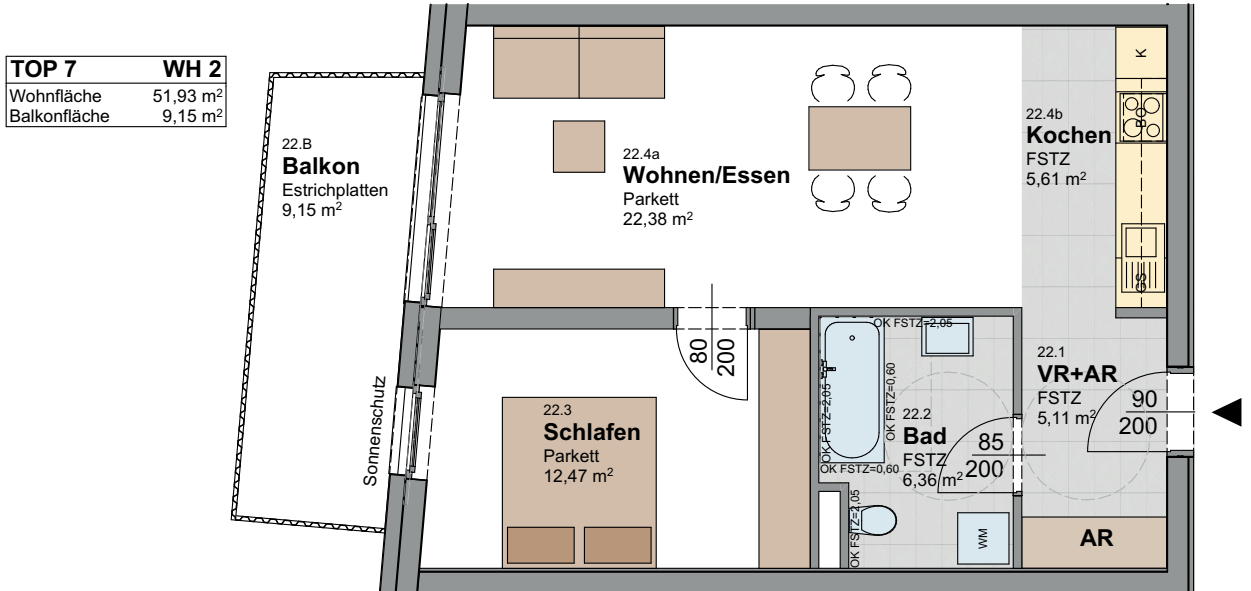 TOP 7 WH 2
Wohnfläche 51,93 m²
Balkonfläche 9,15 m²
22.B
Balkon
Estrichplatten
9,15 m²
Sonnenschutz
22.4a
Wohnen/Essen
Parkett
22,38 m²
22.4b
Kochen
FSTZ
5,61 m²
K
BO
GS
80
200
22.3
Schlafen
Parkett
12,47 m²
OK FSTZ=2,05
OK FSTZ=0,60
OK FSTZ=2,05
OK FSTZ=0,60
OK FSTZ=2,05
22.2
Bad
FSTZ
6,36 m²
85
200
WM
22.1
VR+AR
FSTZ
5,11 m²
90
200
AR